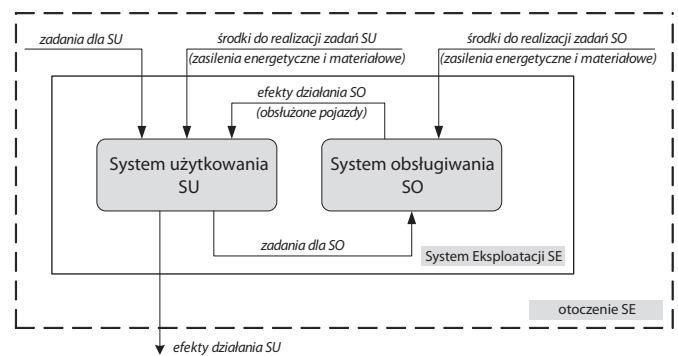 zadania dla SU
środki do realizacji zadań SU
(zasilenia energetyczne i materiałowe)
środki do realizacji zadań SO
(zasilenia energetyczne i materiałowe)
efekty działania SO
(obsłużone pojazdy)
System użytkowania
SU
System obsługiwania
SO
zadania dla SO
System Eksploatacji SE
otoczenie SE
efekty działania SU